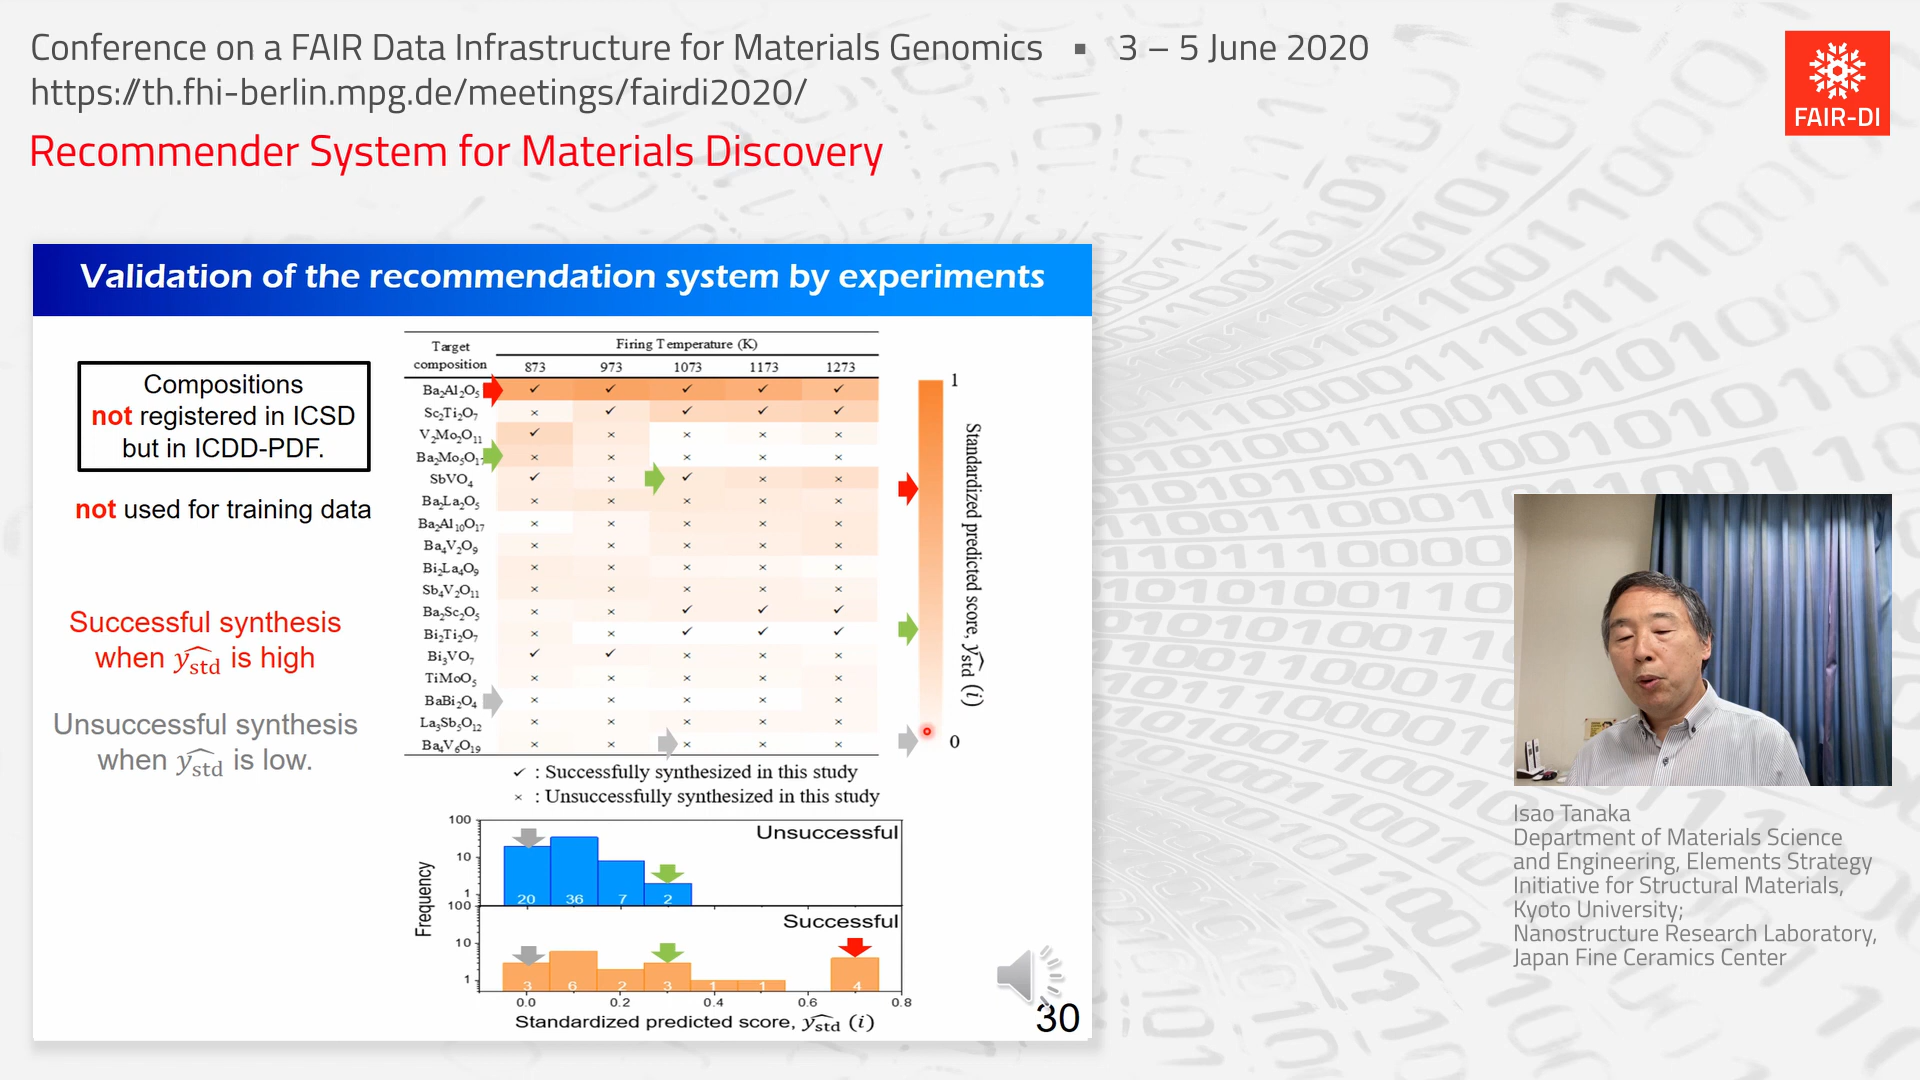 Conference on a FAIR Data Infrastructure for Materials Genomics ▪ 3 – 5 June 2020
https://th.fhi-berlin.mpg.de/meetings/fairdi2020/
FAIR-DI
Recommender System for Materials Discovery
Validation of the recommendation system by experiments
Compositions
not registered in ICSD
but in ICDD-PDF.
not used for training data
Successful synthesis
when ŷstd is high
Unsuccessful synthesis
when ŷstd is low.
Target composition
Firing Temperature (K)
873 973 1073 1173 1273
Ba₂Al₂O₅ ✓ ✓ ✓ ✓ ✓
Sc₂Ti₂O₇ × ✓ ✓ ✓ ✓
V₂Mo₂O₁₁ ✓ × × × ×
Ba₂Mo₅O₁₇ × × × × ×
SbVO₄ ✓ × ✓ × ×
Ba₂La₂O₅ × × × × ×
Ba₂Al₁₀O₁₇ × × × × ×
Ba₄V₂O₉ × × × × ×
Bi₂La₄O₉ × × × × ×
Sb₄V₂O₁₁ × × × × ×
Ba₂Sc₂O₅ × × ✓ ✓ ✓
Bi₂Ti₂O₇ × × ✓ ✓ ✓
Bi₃VO₇ ✓ ✓ × × ×
TiMoO₅ × × × × ×
BaBi₂O₄ × × × × ×
La₃Sb₅O₁₂ × × × × ×
Ba₄V₆O₁₉ × × × × ×
✓ : Successfully synthesized in this study
× : Unsuccessfully synthesized in this study
1
0
Standardized predicted score, ŷstd (i)
Frequency
100
10
1
Unsuccessful
20 36 7 2
100
10
1
Successful
3 6 2 3 1 1 4
0.0 0.2 0.4 0.6 0.8
Standardized predicted score, ŷstd (i)
30
Isao Tanaka
Department of Materials Science
and Engineering, Elements Strategy
Initiative for Structural Materials,
Kyoto University;
Nanostructure Research Laboratory,
Japan Fine Ceramics Center